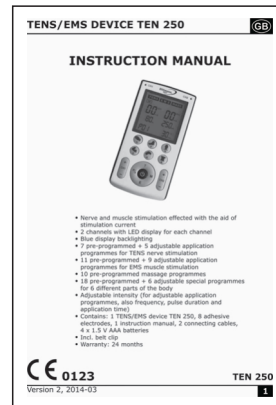 TENS/EMS DEVICE TEN 250
GB
INSTRUCTION MANUAL
• Nerve and muscle stimulation effected with the aid of
stimulation current
• 2 channels with LED display for each channel
• Blue display backlighting
• 7 pre-programmed + 5 adjustable application
programmes for TENS nerve stimulation
• 11 pre-programmed + 9 adjustable application
programmes for EMS muscle stimulation
• 10 pre-programmed massage programmes
• 18 pre-programmed + 6 adjustable special programmes
for 6 different parts of the body
• Adjustable intensity (for adjustable application
programmes, also frequency, pulse duration and
application time)
• Contains: 1 TENS/EMS device TEN 250, 8 adhesive
electrodes, 1 instruction manual, 2 connecting cables,
4 x 1.5 V AAA batteries
• Incl. belt clip
• Warranty: 24 months
CE 0123
TEN 250
Version 2, 2014-03
1